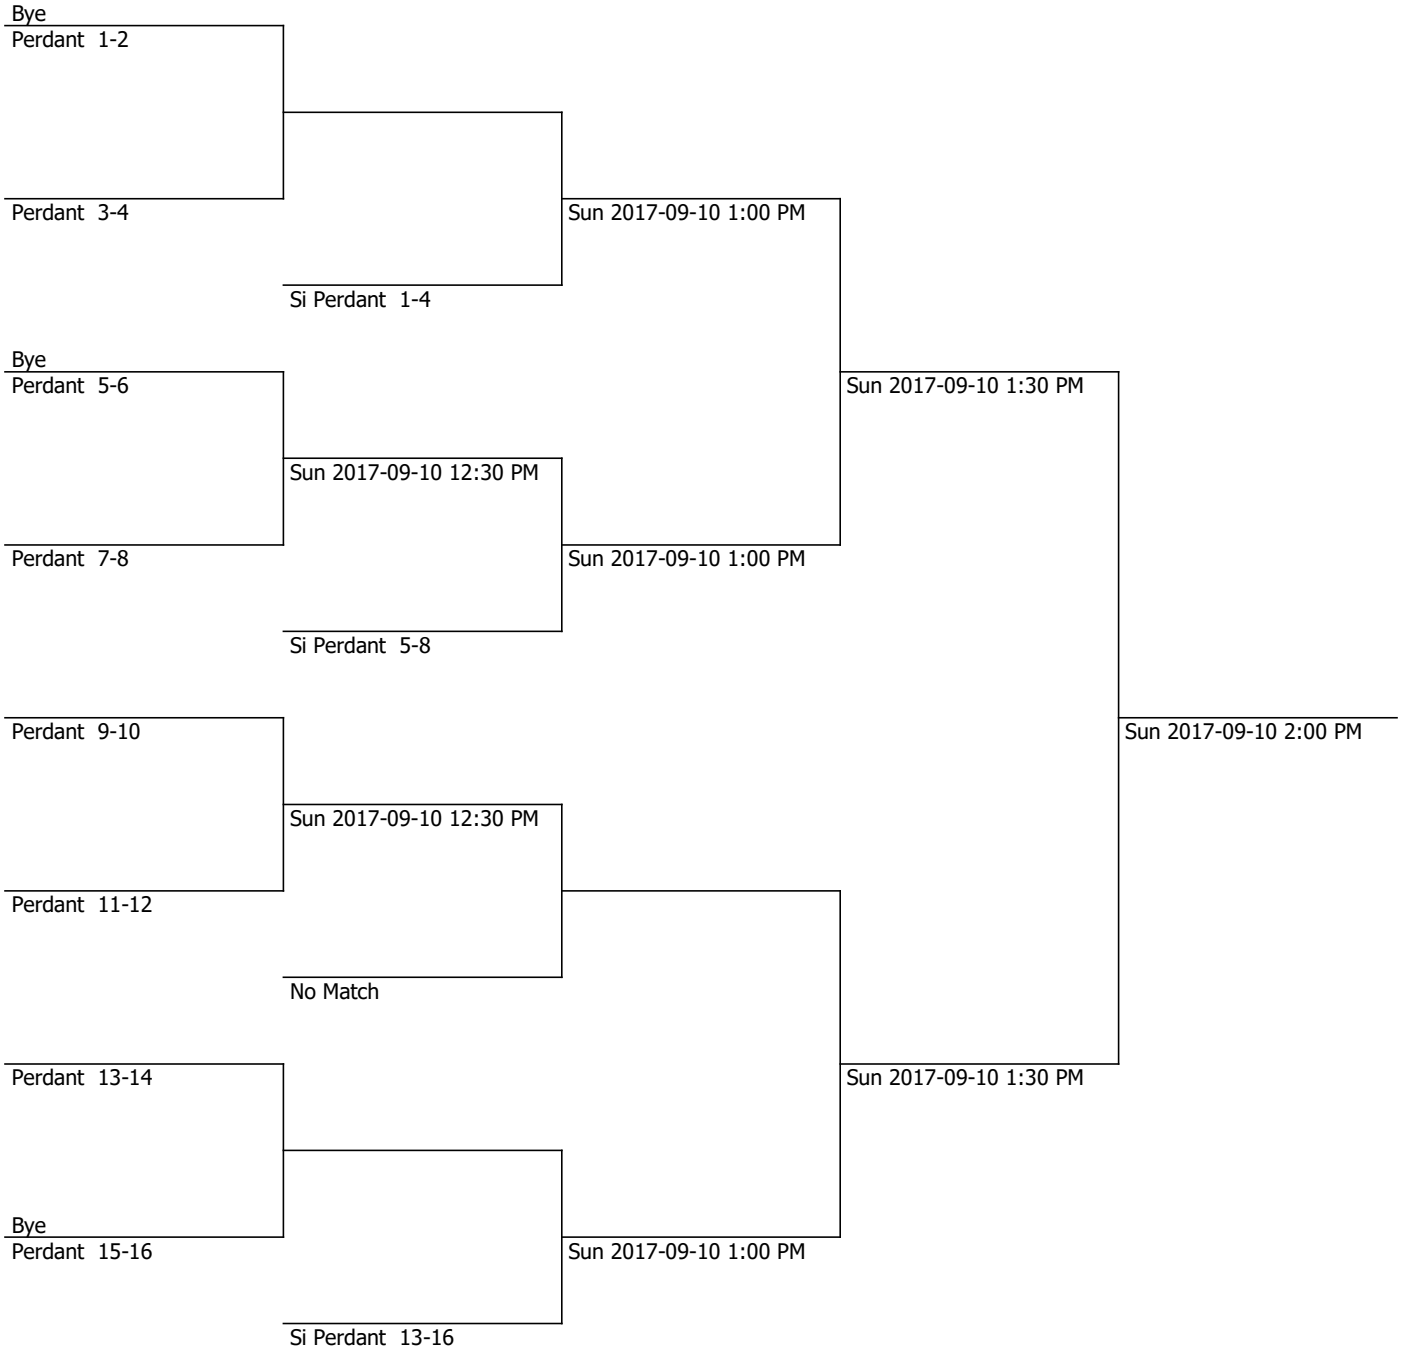 Bye
Perdant 1-2
Perdant 3-4
Sun 2017-09-10 1:00 PM
Si Perdant 1-4
Bye
Perdant 5-6
Sun 2017-09-10 1:30 PM
Sun 2017-09-10 12:30 PM
Perdant 7-8
Sun 2017-09-10 1:00 PM
Si Perdant 5-8
Perdant 9-10
Sun 2017-09-10 2:00 PM
Sun 2017-09-10 12:30 PM
Perdant 11-12
No Match
Perdant 13-14
Sun 2017-09-10 1:30 PM
Bye
Perdant 15-16
Sun 2017-09-10 1:00 PM
Si Perdant 13-16